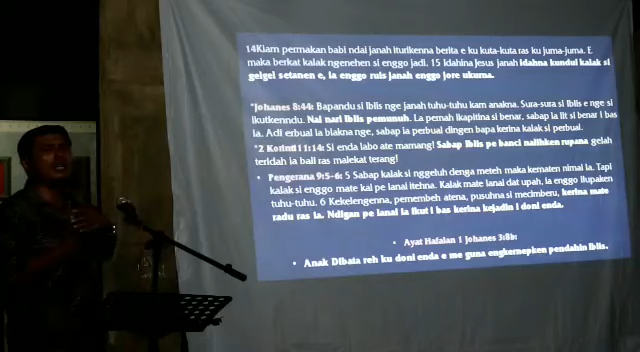 14Kiam permakan babi ndai janah iturikenna berita e ku kuta-kuta ras ku juma-juma. E
maka berkat kalak ngenehen si enggo jadi. 15 Idahina Jesus janah idahna kundul kalak si
gelgel setanen e, ia enggo ruis janah enggo jore ukurna.
"Johanes 8:44: Bapandu si Iblis nge janah tuhu-tuhu kam anakna. Sura-sura si Iblis e nge si
ikutkenndu. Nai nari Iblis pemunuh. La pernah ikapitina si benar, sabap la lit si benar i bas
ia. Adi erbual ia biakna nge, sabap ia perbual dingen bapa kerina kalak si perbual.
*2 Korinti11:14: Si enda labo ate mamang! Sabap Iblis pe banci nalihken rupana gelah
teridah ia bali ras malekat terang!
• Pengerana 9:5-6: 5 Sabap kalak si nggeluh denga meteh maka kematen nimai ia. Tapi
kalak si enggo mate kai pe lanai itehna. Kalak mate lanai dat upah, ia enggo ilupaken
tuhu-tuhu. 6 Kekelengenna, pemembeh atena, pusuhna si mecimberu, kerina mate
radu ras ia. Ndigan pe lanai ia ikut i bas kerina kejadin i doni enda.
• Ayat Hafalan 1 Johanes 3:8b:
• Anak Dibata reh ku doni enda e me guna engkernepken pendahin Iblis.